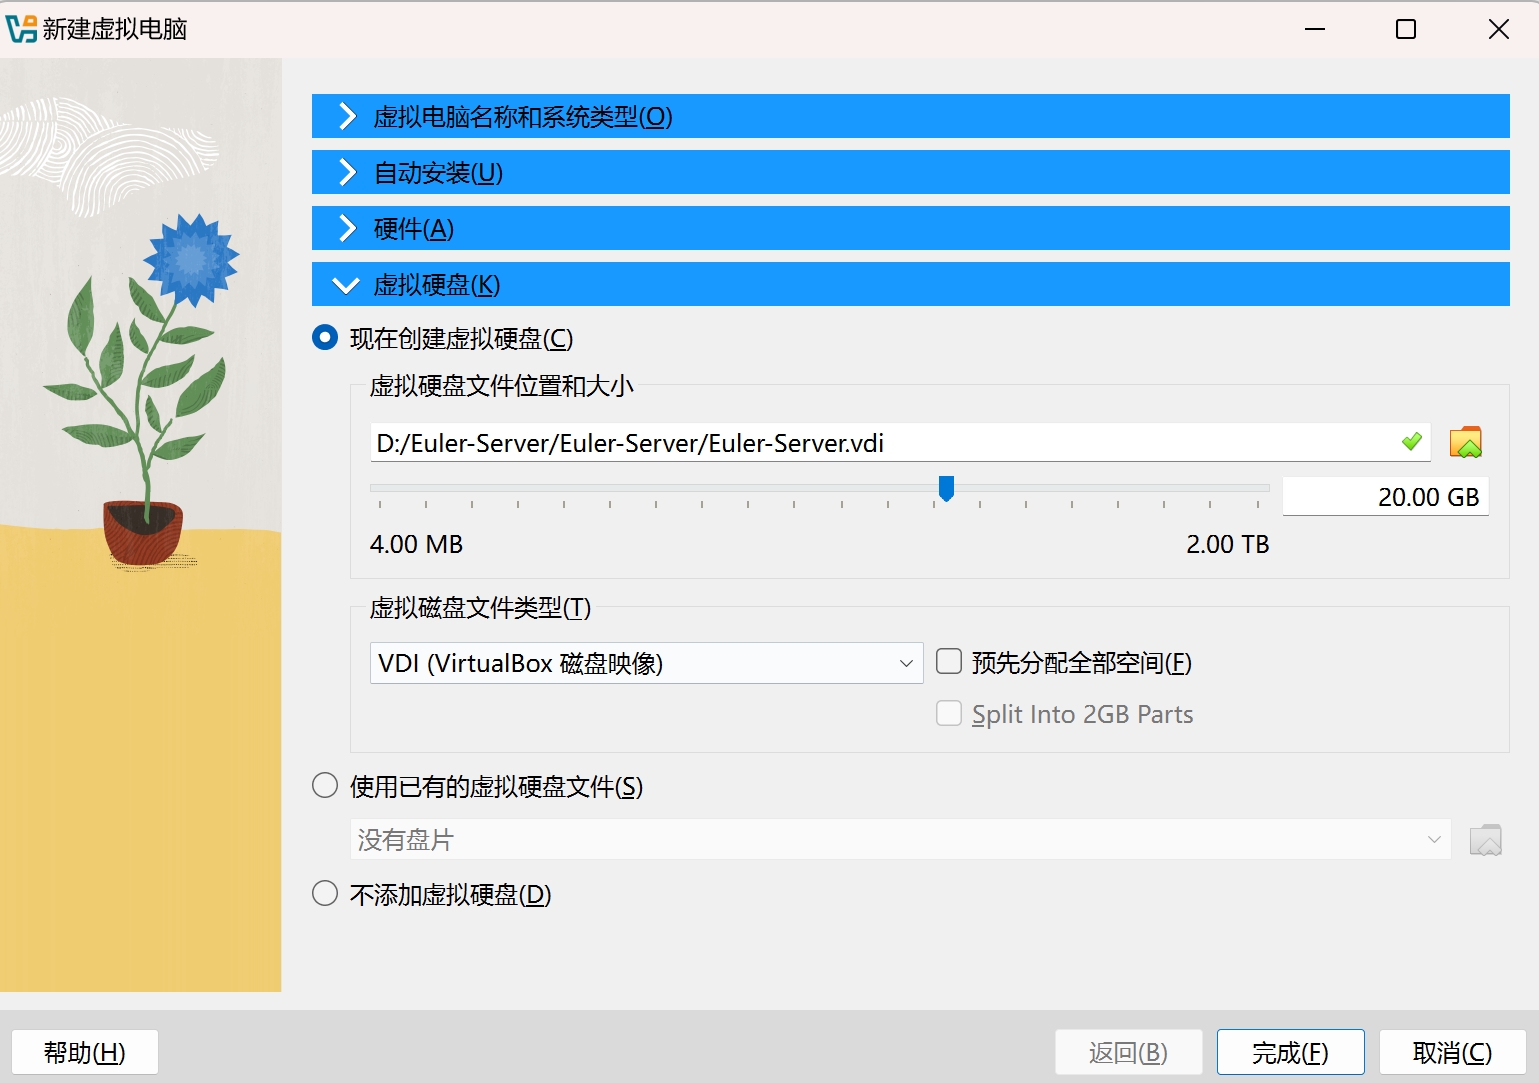 新建虚拟电脑
虚拟电脑名称和系统类型(O)
自动安装(U)
硬件(A)
虚拟硬盘(K)
现在创建虚拟硬盘(C)
虚拟硬盘文件位置和大小
D:/Euler-Server/Euler-Server/Euler-Server.vdi
20.00 GB
4.00 MB
2.00 TB
虚拟磁盘文件类型(T)
VDI (VirtualBox 磁盘映像)
预先分配全部空间(F)
Split Into 2GB Parts
使用已有的虚拟硬盘文件(S)
没有盘片
不添加虚拟硬盘(D)
帮助(H)
返回(B)
完成(F)
取消(C)